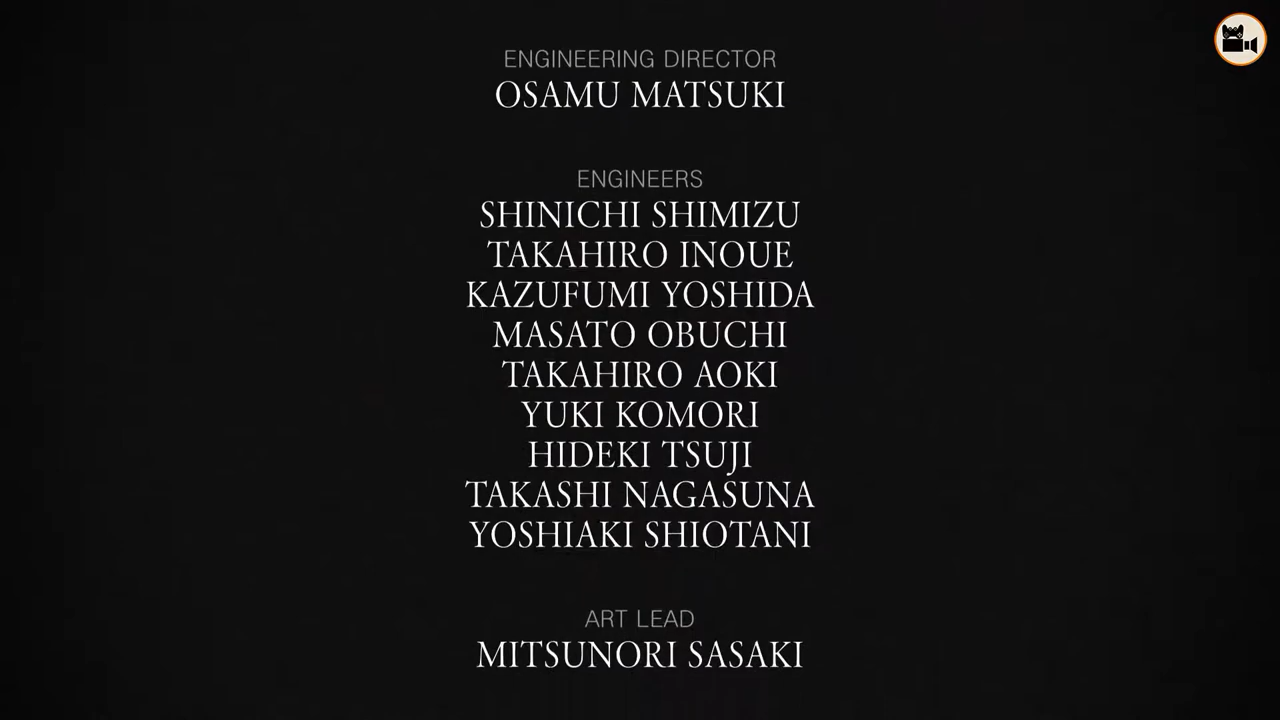 ENGINEERING DIRECTOR
OSAMU MATSUKI
ENGINEERS
SHINICHI SHIMIZU
TAKAHIRO INOUE
KAZUFUMI YOSHIDA
MASATO OBUCHI
TAKAHIRO AOKI
YUKI KOMORI
HIDEKI TSUJI
TAKASHI NAGASUNA
YOSHIAKI SHIOTANI
ART LEAD
MITSUNORI SASAKI